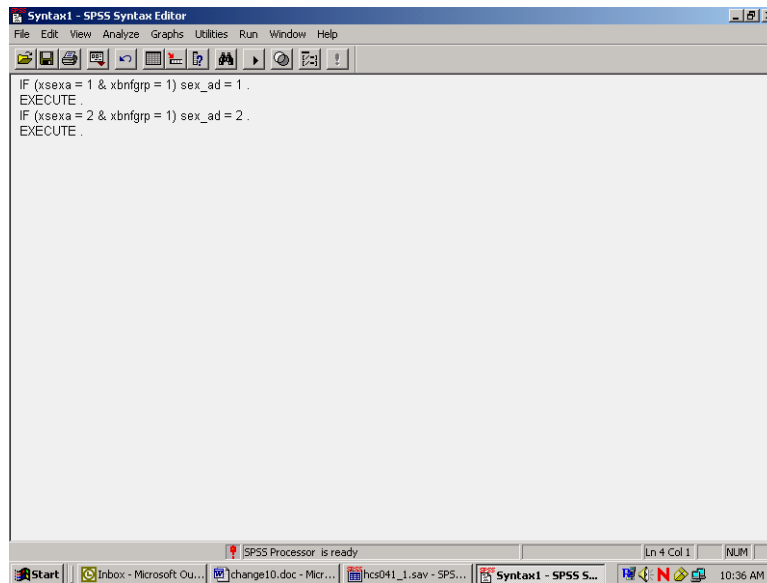 Syntax1 - SPSS Syntax Editor
File Edit View Analyze Graphs Utilities Run Window Help
IF (xsexa = 1 & xbnfgrp = 1) sex_ad = 1 .
EXECUTE .
IF (xsexa = 2 & xbnfgrp = 1) sex_ad = 2 .
EXECUTE .
SPSS Processor is ready
Ln 4 Col 1
NUM
Start
Inbox - Microsoft Ou...
change10.doc - Micr...
hcs041_1.sav - SPS...
Syntax1 - SPSS S...
N
10:36 AM